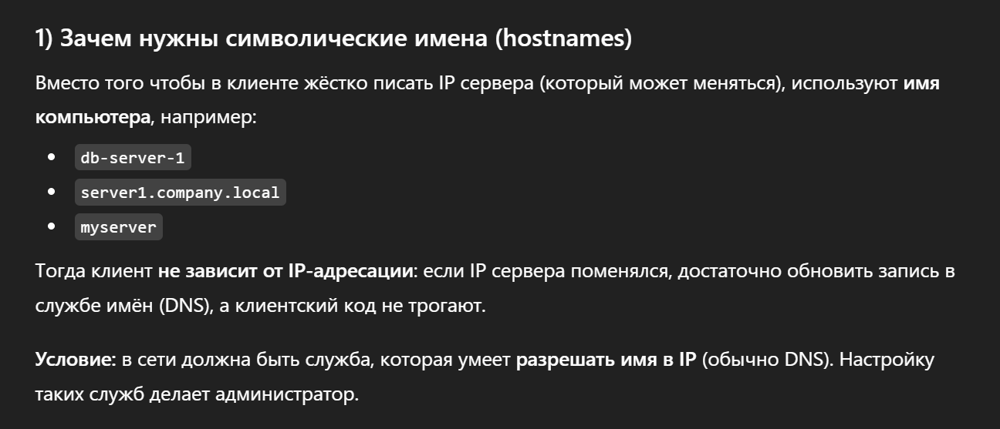 1) Зачем нужны символические имена (hostnames)
Вместо того чтобы в клиенте жёстко писать IP сервера (который может меняться), используют имя
компьютера, например:
• db-server-1
• server1.company.local
• myserver
Тогда клиент не зависит от IP-адресации: если IP сервера поменялся, достаточно обновить запись в
службе имён (DNS), а клиентский код не трогают.
Условие: в сети должна быть служба, которая умеет разрешать имя в IP (обычно DNS). Настройку
таких служб делает администратор.